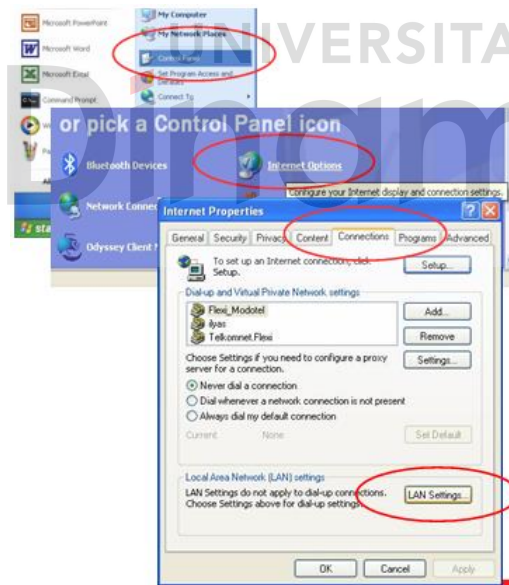 UNIVERSITA
Dinam
Microsoft PowerPoint
Microsoft Word
Microsoft Excel
Command Prompt
My Computer
My Network Places
Control Panel
Set Program Access and Defaults
Connect To
or pick a Control Panel icon
Bluetooth Devices
Internet Options
Configure your Internet display and connection settings.
Network Connec
Odyssey Client
sta
Internet Properties
General Security Privacy Content Connections Programs Advanced
To set up an Internet connection, click
Setup.
Setup...
Dial-up and Virtual Private Network settings
Flexi_Modotel
ilyas
Telkomnet Flexi
Add...
Remove
Choose Settings if you need to configure a proxy
server for a connection.
Settings...
Never dial a connection
Dial whenever a network connection is not present
Always dial my default connection
Current
None
Set Default
Local Area Network (LAN) settings
LAN Settings do not apply to dial-up connections.
Choose Settings above for dial-up settings.
LAN Settings...
OK Cancel Apply